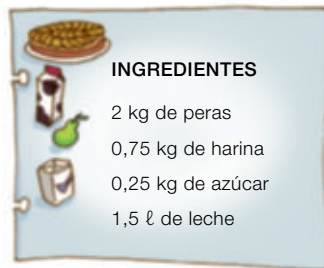 INGREDIENTES
2 kg de peras
0,75 kg de harina
0,25 kg de azúcar
1,5 ℓ de leche